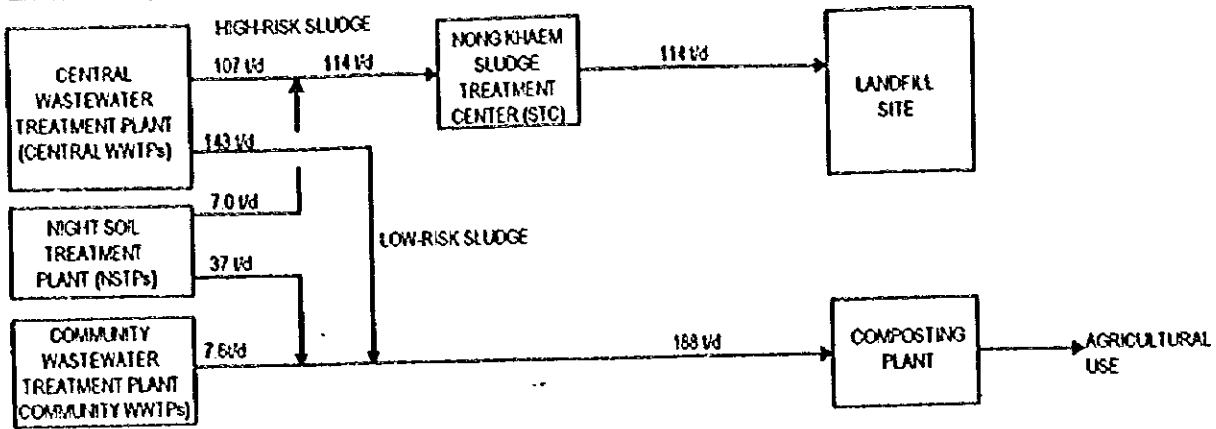 HIGH-RISK SLUDGE
CENTRAL
WASTEWATER
TREATMENT PLANT
(CENTRAL WWTPs)
107 t/d
114 t/d
NONG KHAEM
SLUDGE
TREATMENT
CENTER (STC)
114 t/d
LANDFILL
SITE
143 t/d
7.0 t/d
NIGHT SOIL
TREATMENT
PLANT (NSTPs)
LOW-RISK SLUDGE
37 t/d
COMMUNITY
WASTEWATER
TREATMENT PLANT
COMMUNITY WWTPs)
7.6t/d
188 t/d
COMPOSTING
PLANT
AGRICULTURAL
USE